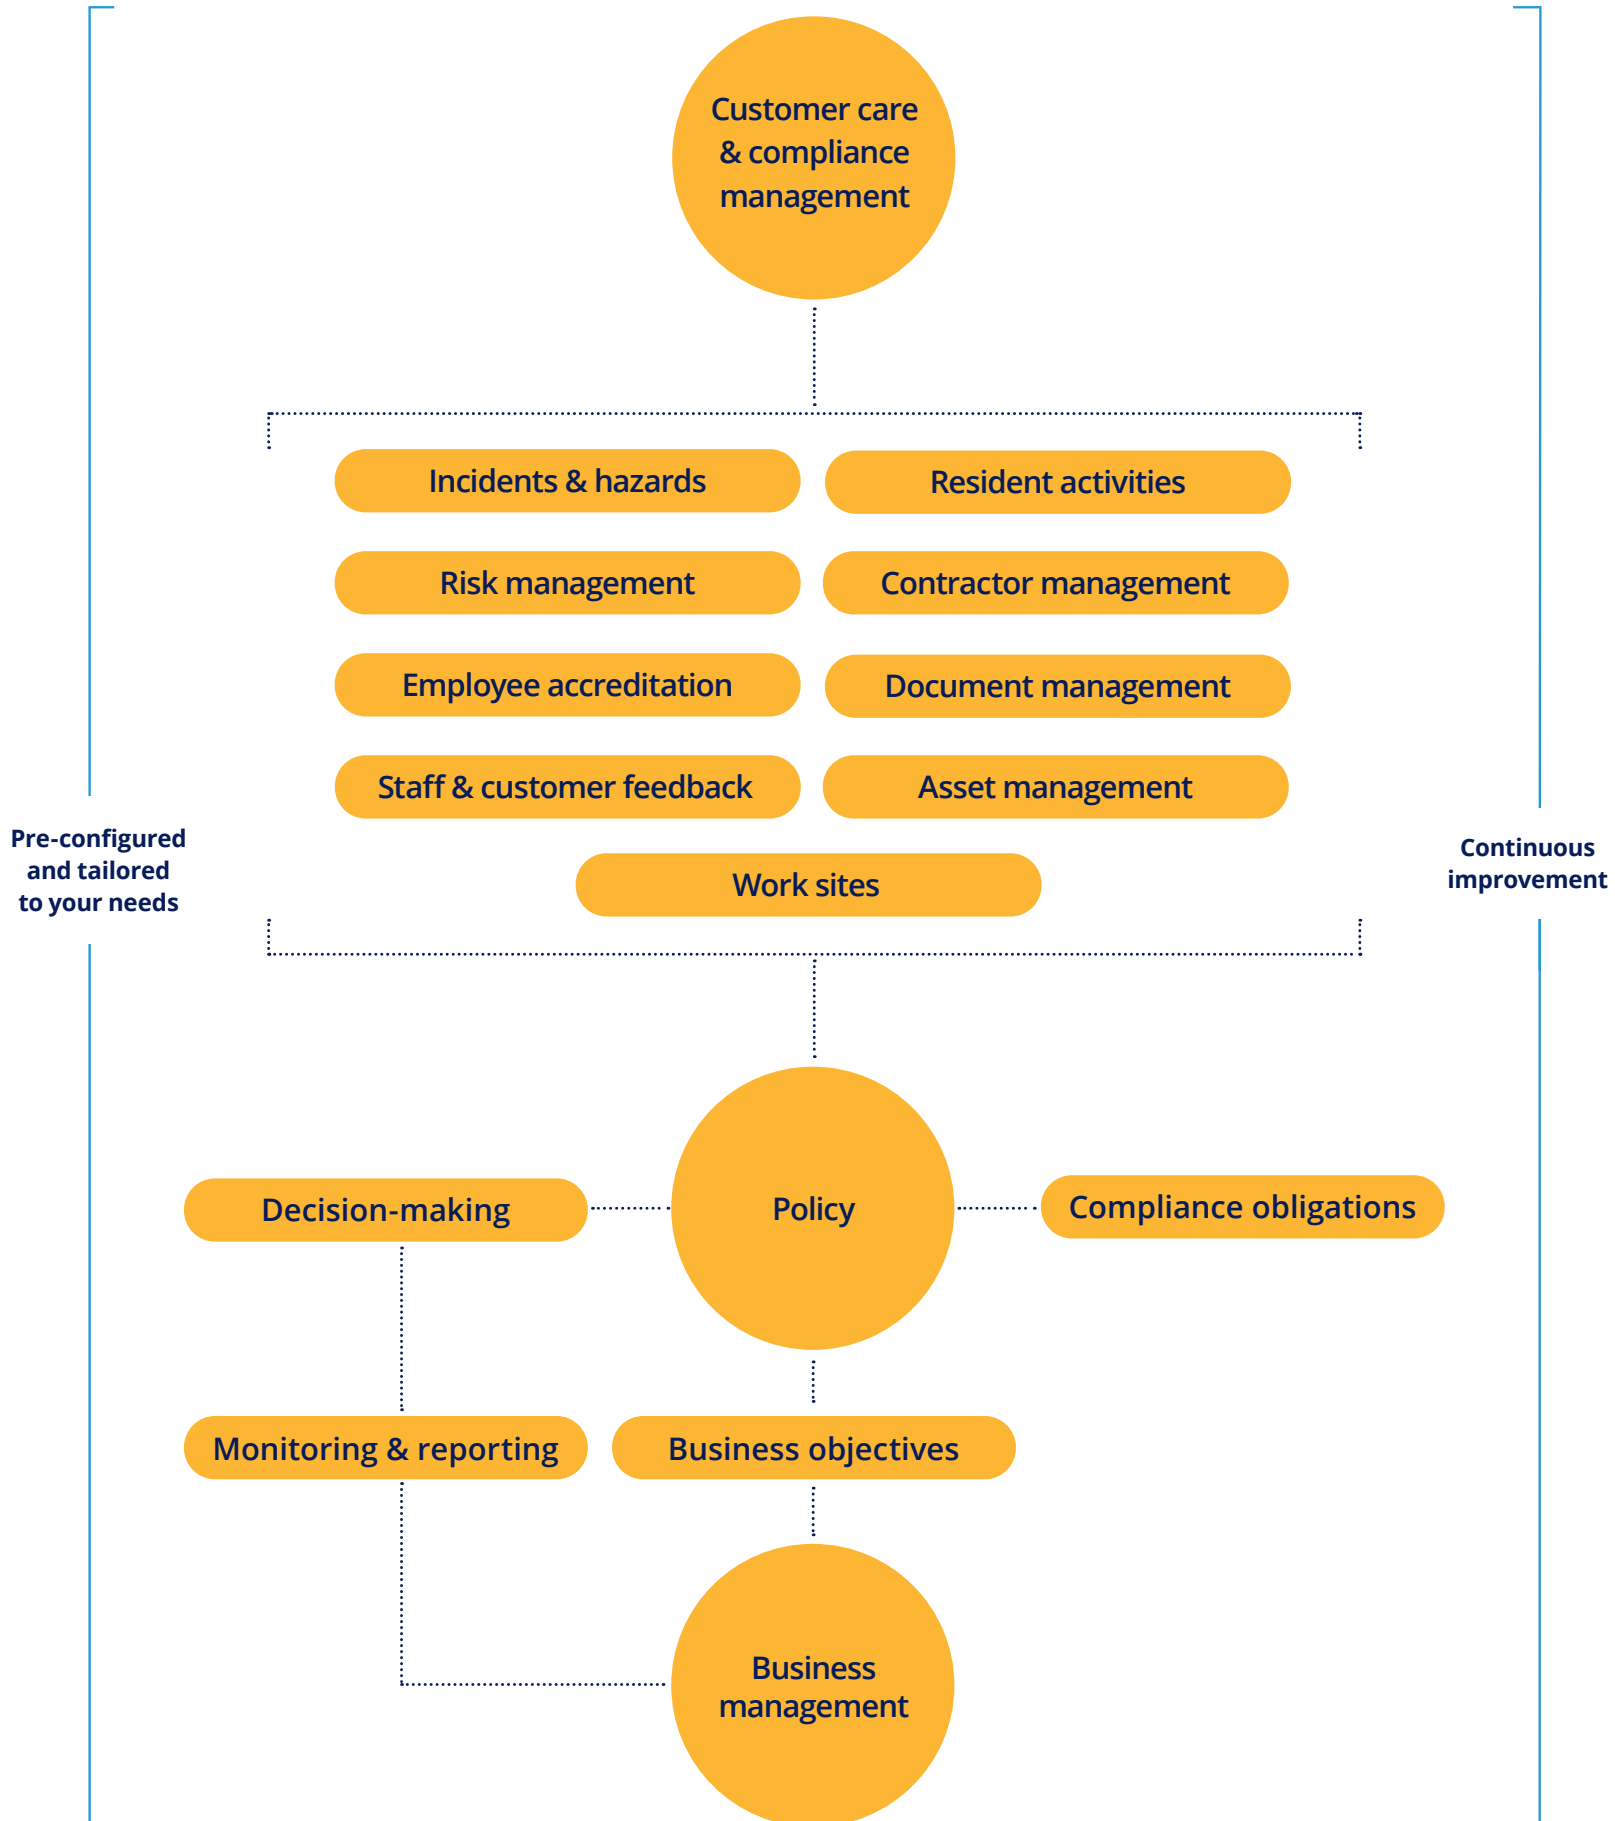 Customer care
& compliance
management
Incidents & hazards
Resident activities
Risk management
Contractor management
Employee accreditation
Document management
Staff & customer feedback
Asset management
Work sites
Pre-configured
and tailored
to your needs
Continuous
improvement
Decision-making
Policy
Compliance obligations
Monitoring & reporting
Business objectives
Business
management